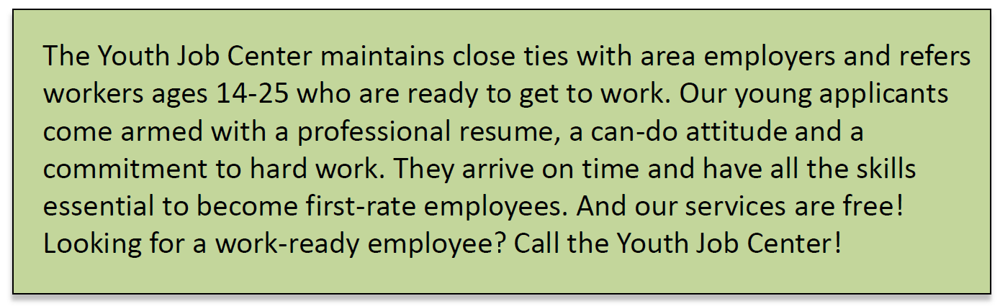 The Youth Job Center maintains close ties with area employers and refers
workers ages 14-25 who are ready to get to work. Our young applicants
come armed with a professional resume, a can-do attitude and a
commitment to hard work. They arrive on time and have all the skills
essential to become first-rate employees. And our services are free!
Looking for a work-ready employee? Call the Youth Job Center!